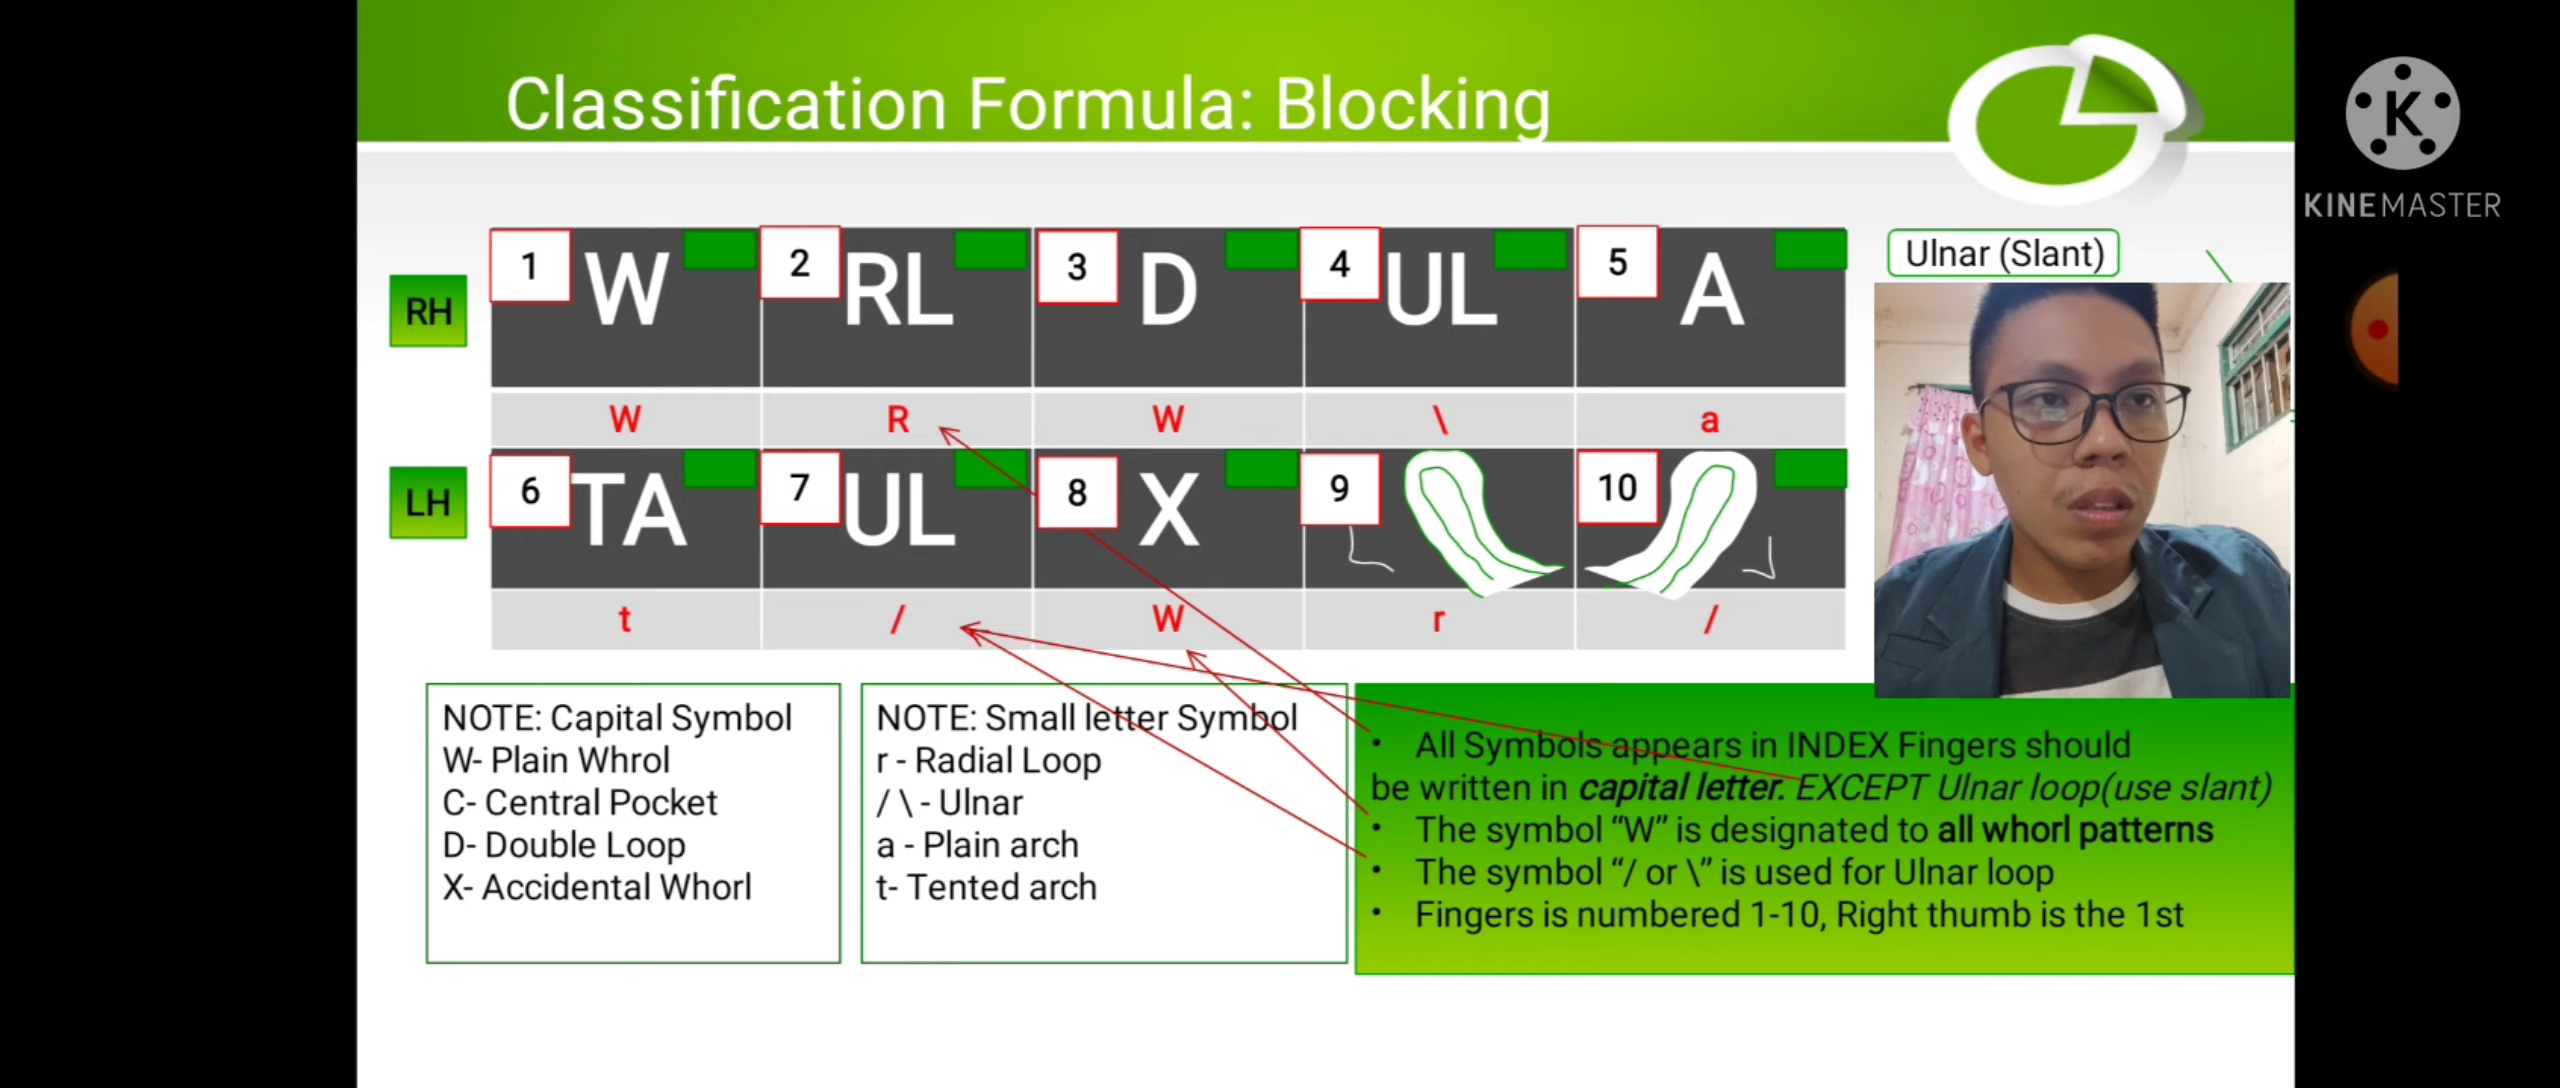 Classification Formula: Blocking
K
KINEMASTER
Ulnar (Slant)
RH
1 W 2 RL 3 D 4 UL 5 A
W R W \ a
LH
6 TA 7 UL 8 X 9 10
t / W r /
NOTE: Capital Symbol
W- Plain Whrol
C- Central Pocket
D- Double Loop
X- Accidental Whorl
NOTE: Small letter Symbol
r - Radial Loop
/ \ - Ulnar
a - Plain arch
t- Tented arch
• All Symbols appears in INDEX Fingers should
be written in capital letter. EXCEPT Ulnar loop(use slant)
• The symbol “W” is designated to all whorl patterns
• The symbol “/ or \” is used for Ulnar loop
• Fingers is numbered 1-10, Right thumb is the 1st